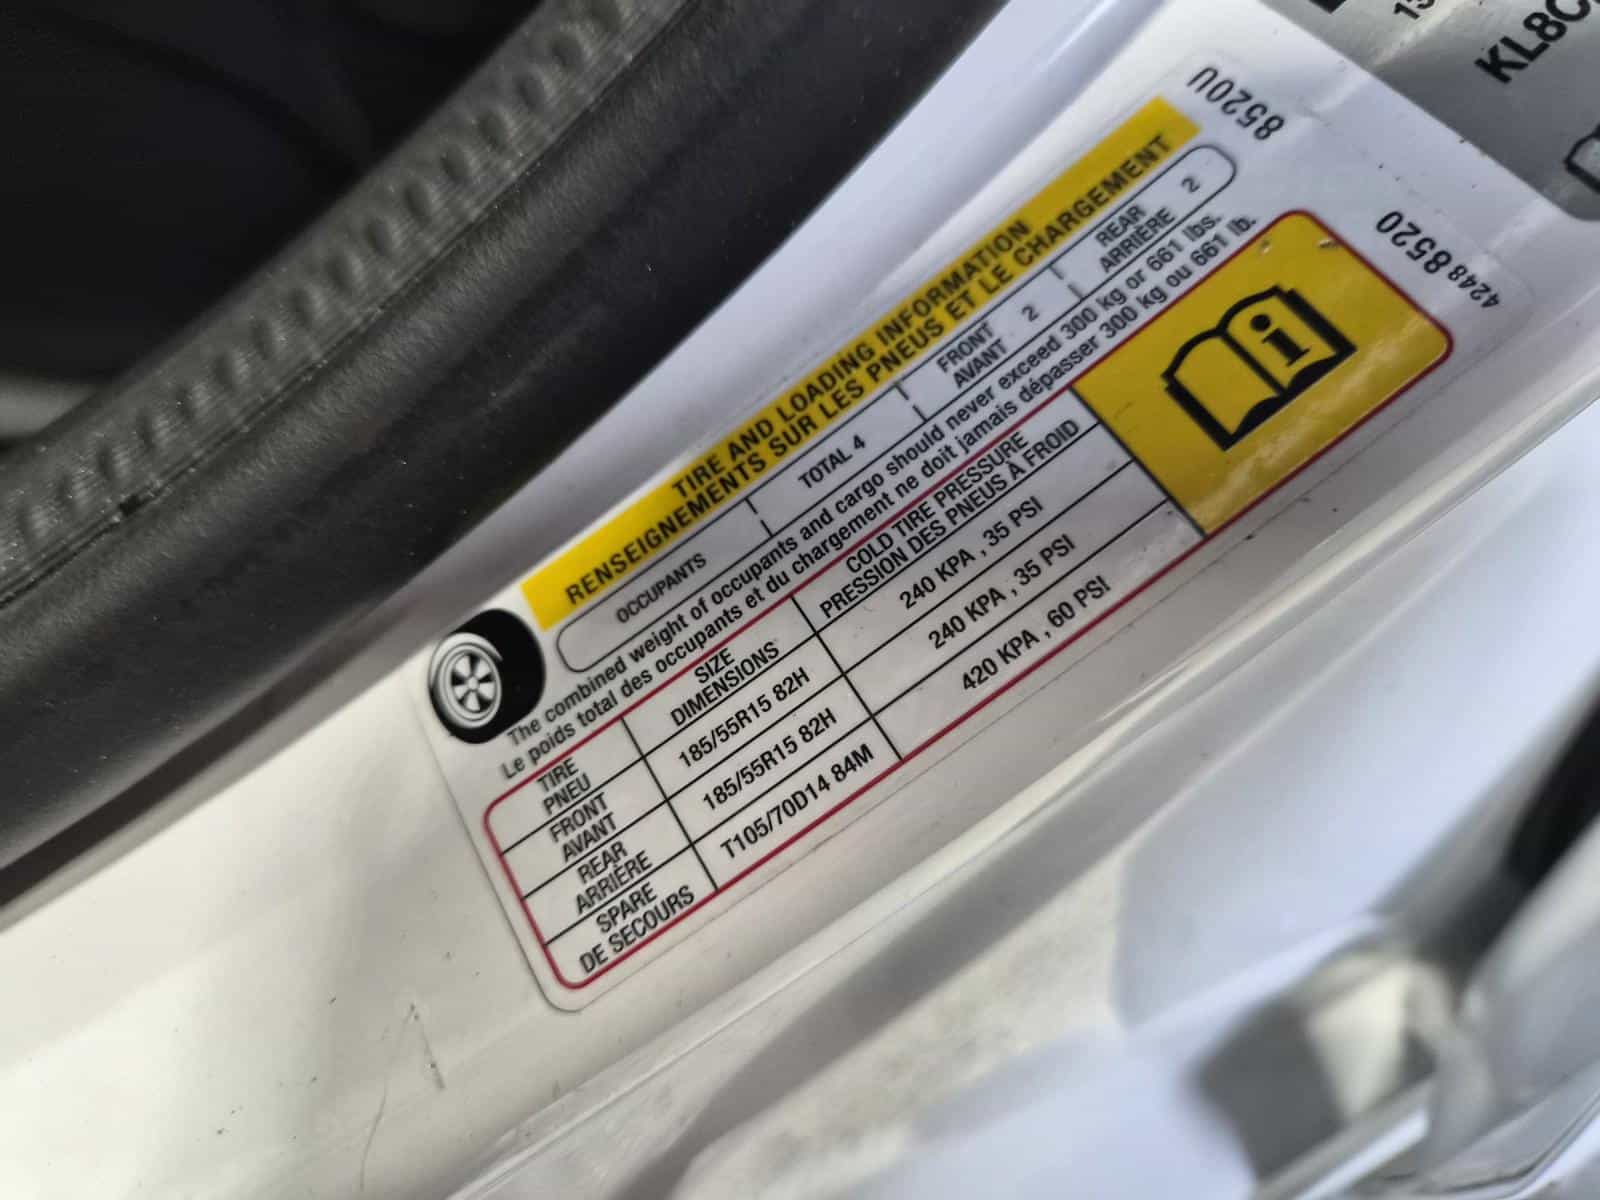 8520U
TIRE AND LOADING INFORMATION
RENSEIGNEMENTS SUR LES PNEUS ET LE CHARGEMENT
OCCUPANTS TOTAL 4 FRONT AVANT 2 REAR ARRIÈRE 2
The combined weight of occupants and cargo should never exceed 300 kg or 661 lbs.
Le poids total des occupants et du chargement ne doit jamais dépasser 300 kg ou 661 lb.
TIRE PNEU SIZE DIMENSIONS COLD TIRE PRESSURE PRESSION DES PNEUS À FROID
FRONT AVANT 185/55R15 82H 240 KPA , 35 PSI
REAR ARRIÈRE 185/55R15 82H 240 KPA , 35 PSI
SPARE DE SECOURS T105/70D14 84M 420 KPA , 60 PSI
i
42488520
KL8C